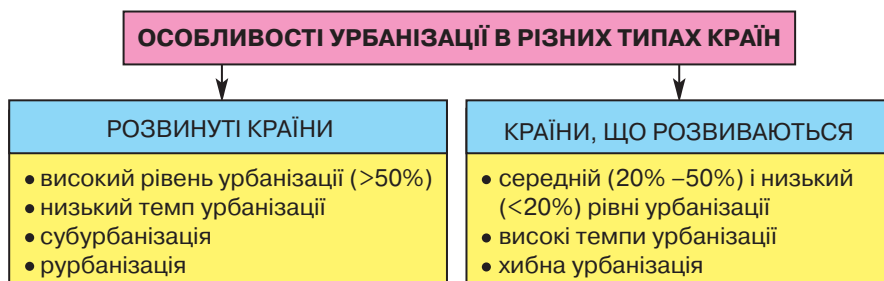 ОСОБЛИВОСТІ УРБАНІЗАЦІЇ В РІЗНИХ ТИПАХ КРАЇН
РОЗВИНУТІ КРАЇНИ
• високий рівень урбанізації (>50%)
• низький темп урбанізації
• субурбанізація
• рурбанізація
КРАЇНИ, ЩО РОЗВИВАЮТЬСЯ
• середній (20% –50%) і низький
(<20%) рівні урбанізації
• високі темпи урбанізації
• хибна урбанізація